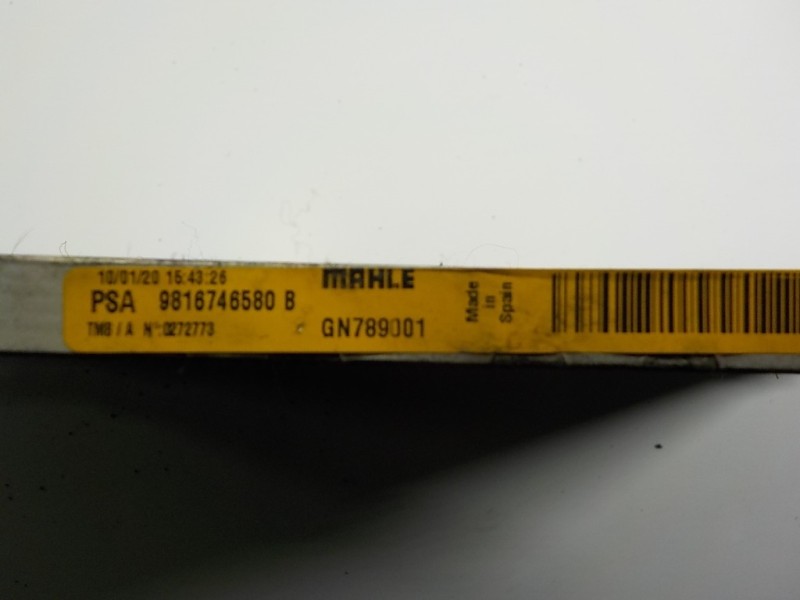 10/01/20 15:43:26
PSA 9816746580 B
TMB / A N° 0272773
MAHLE
GN789001
Made
in
Spain